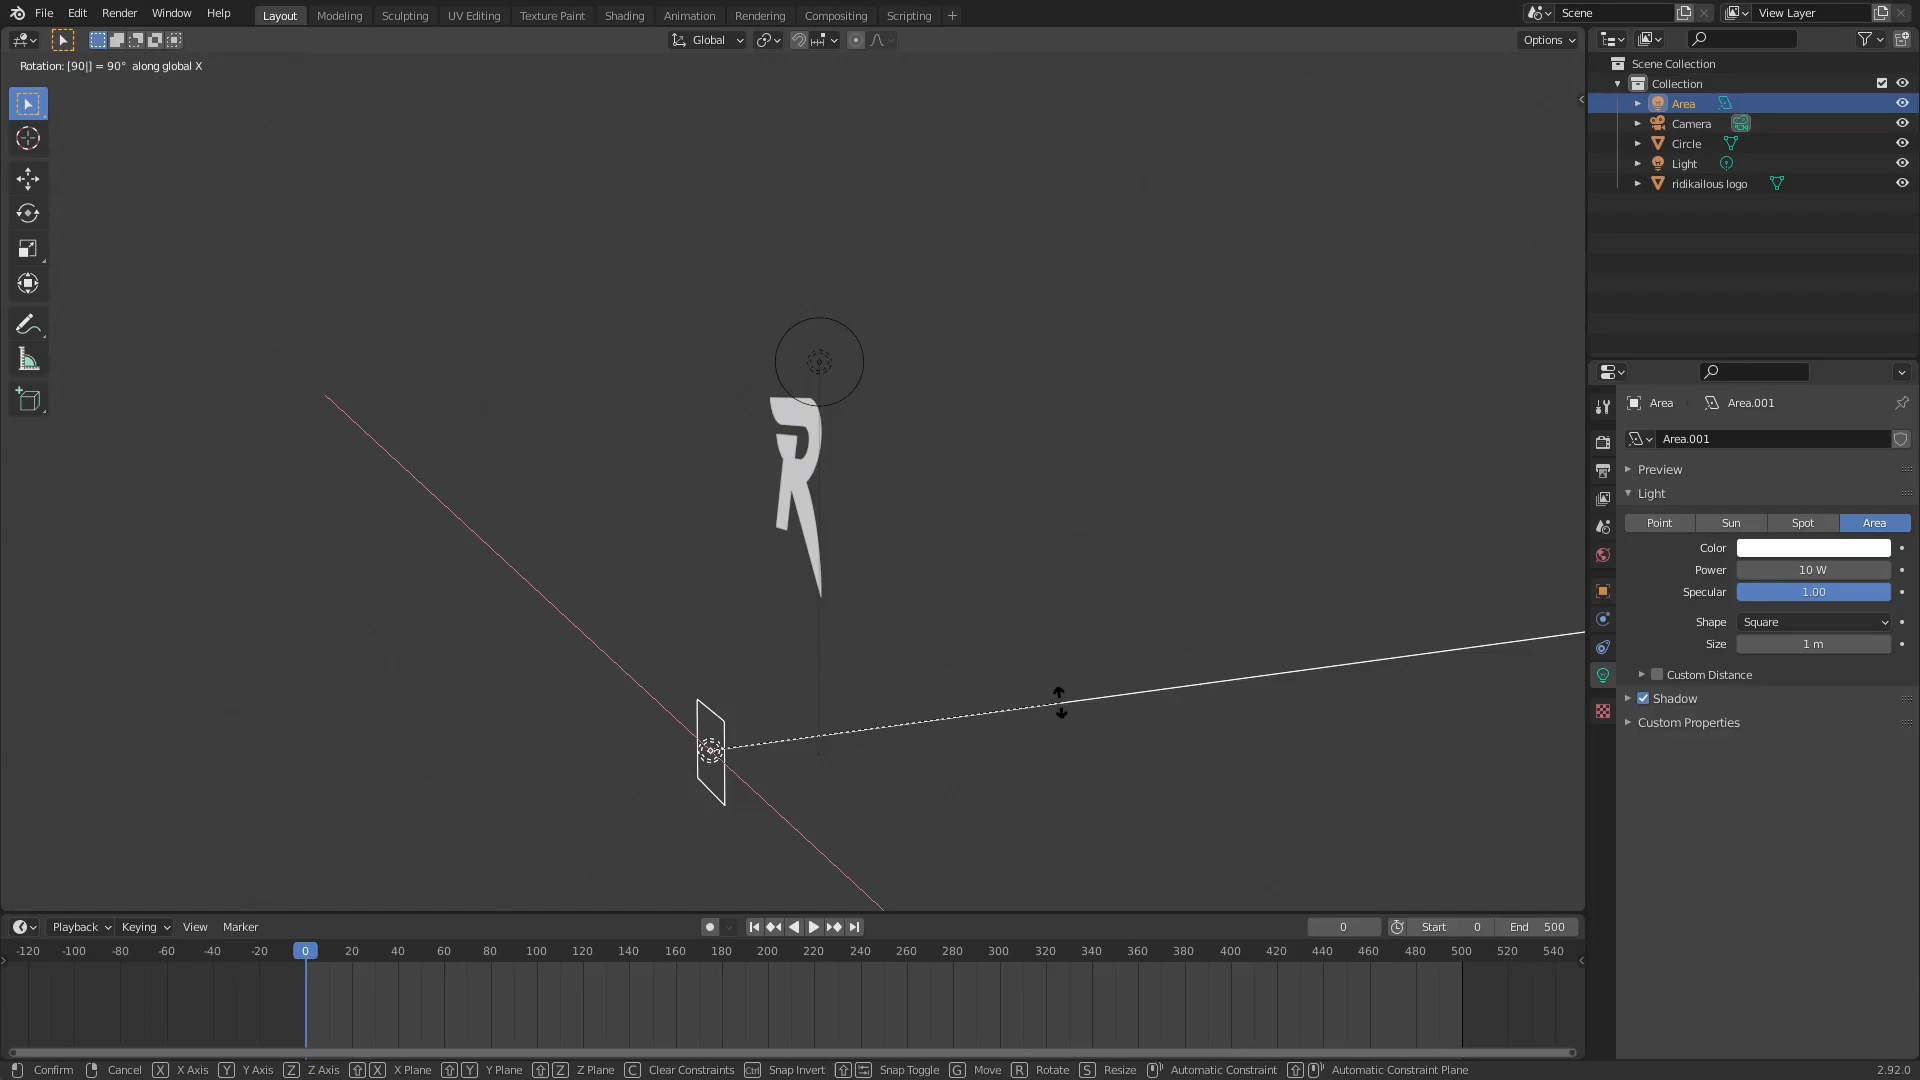 File Edit Render Window Help Layout Modeling Sculpting UV Editing Texture Paint Shading Animation Rendering Compositing Scripting + Scene View Layer
Global Options
Rotation: [90|] = 90° along global X
Scene Collection
Collection
Area
Camera
Circle
Light
ridikailous logo
R
Area Area.001
Area.001
Preview
Light
Point Sun Spot Area
Color
Power 10 W
Specular 1.00
Shape Square
Size 1 m
Custom Distance
Shadow
Custom Properties
Playback Keying View Marker 0 Start 0 End 500
-120 -100 -80 -60 -40 -20 0 20 40 60 80 100 120 140 160 180 200 220 240 260 280 300 320 340 360 380 400 420 440 460 480 500 520 540
Confirm Cancel X X Axis Y Y Axis Z Z Axis X X Plane Y Y Plane Z Z Plane C Clear Constraints Ctrl Snap Invert Snap Toggle G Move R Rotate S Resize Automatic Constraint Automatic Constraint Plane 2.92.0